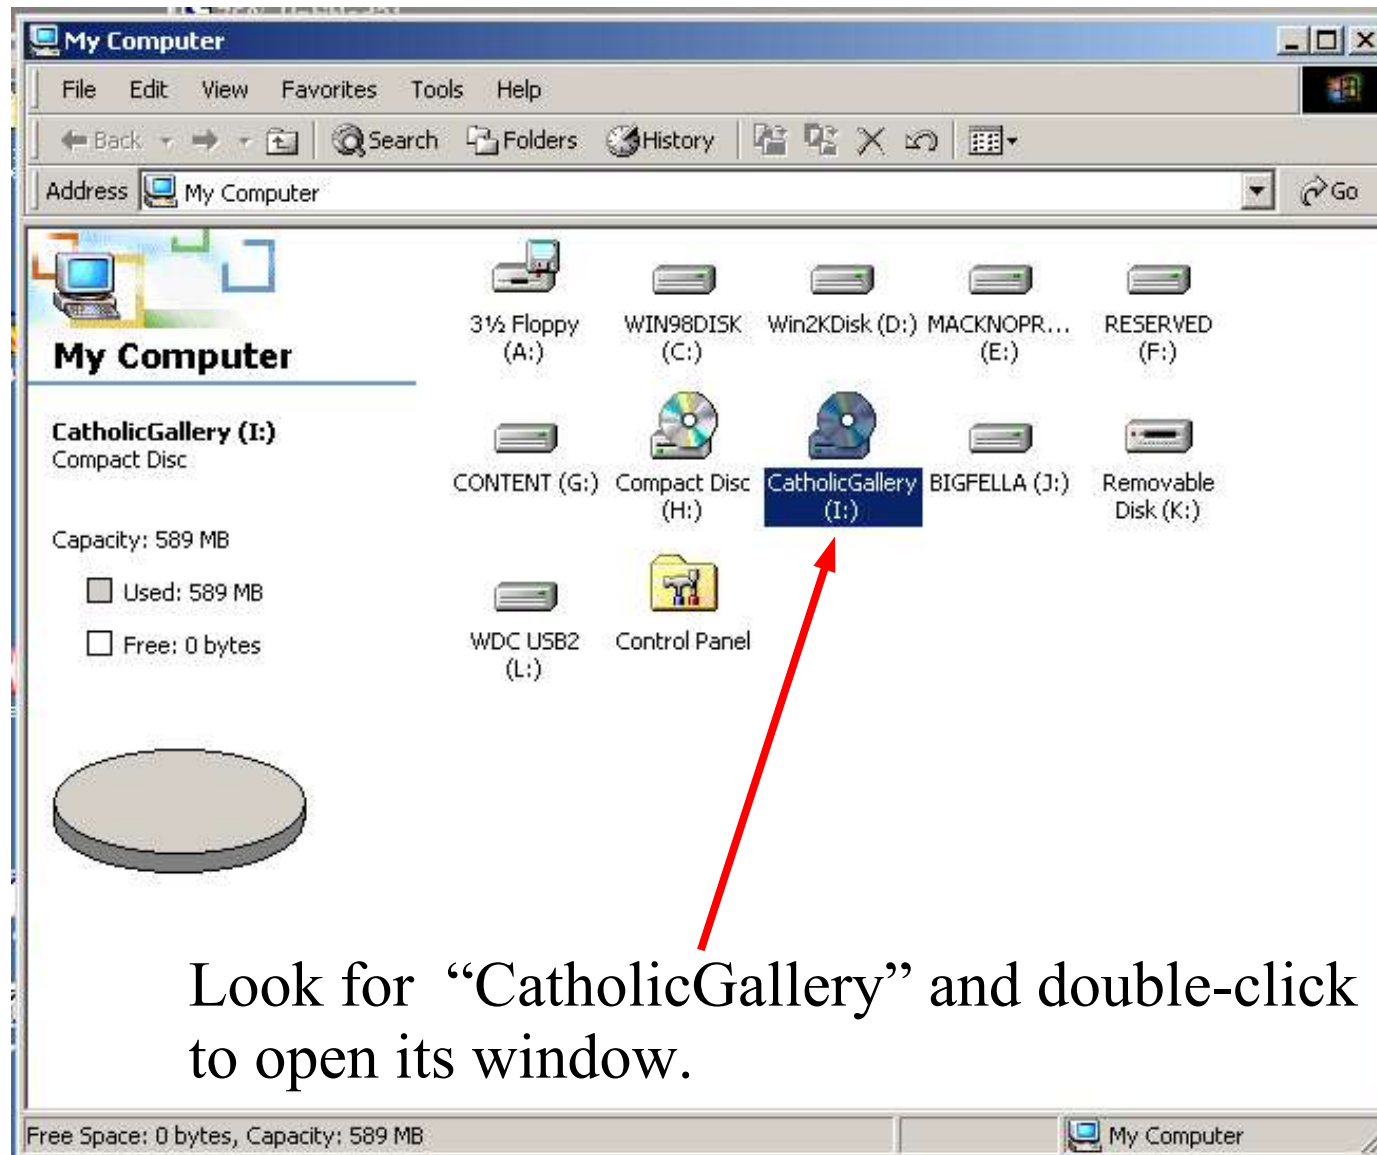 My Computer
File Edit View Favorites Tools Help
Back Search Folders History
Address My Computer Go
My Computer
CatholicGallery (I:)
Compact Disc
Capacity: 589 MB
Used: 589 MB
Free: 0 bytes
3½ Floppy
(A:)
WIN98DISK
(C:)
Win2KDisk (D:)
MACKNOPR...
(E:)
RESERVED
(F:)
CONTENT (G:)
Compact Disc
(H:)
CatholicGallery
(I:)
BIGFELLA (J:)
Removable
Disk (K:)
WDC USB2
(L:)
Control Panel
Look for “CatholicGallery” and double-click
to open its window.
Free Space: 0 bytes, Capacity: 589 MB
My Computer